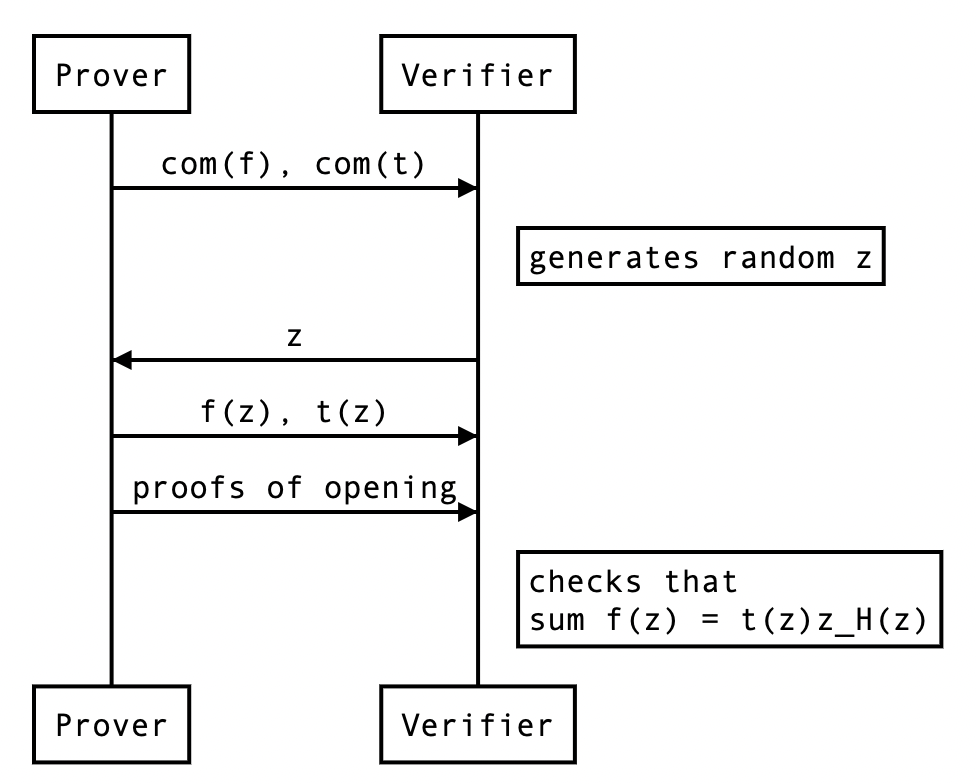 Prover
Verifier
com(f), com(t)
generates random z
z
f(z), t(z)
proofs of opening
checks that
sum f(z) = t(z)z_H(z)
Prover
Verifier